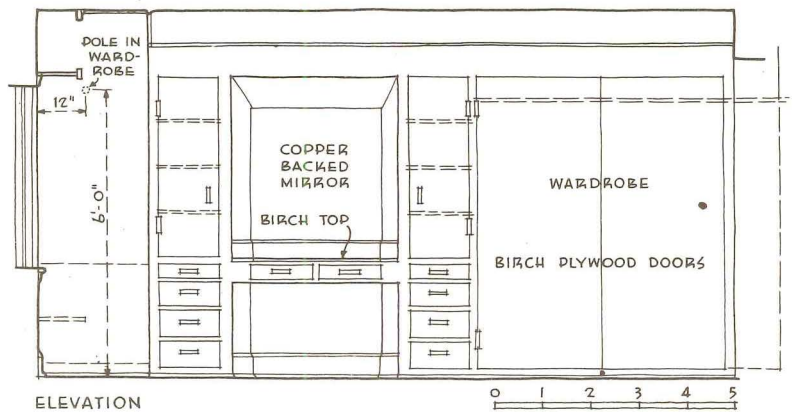 POLE IN
WARD-
ROBE
12"
6'-0"
COPPER
BACKED
MIRROR
BIRCH TOP
WARDROBE
BIRCH PLYWOOD DOORS
ELEVATION
0 1 2 3 4 5